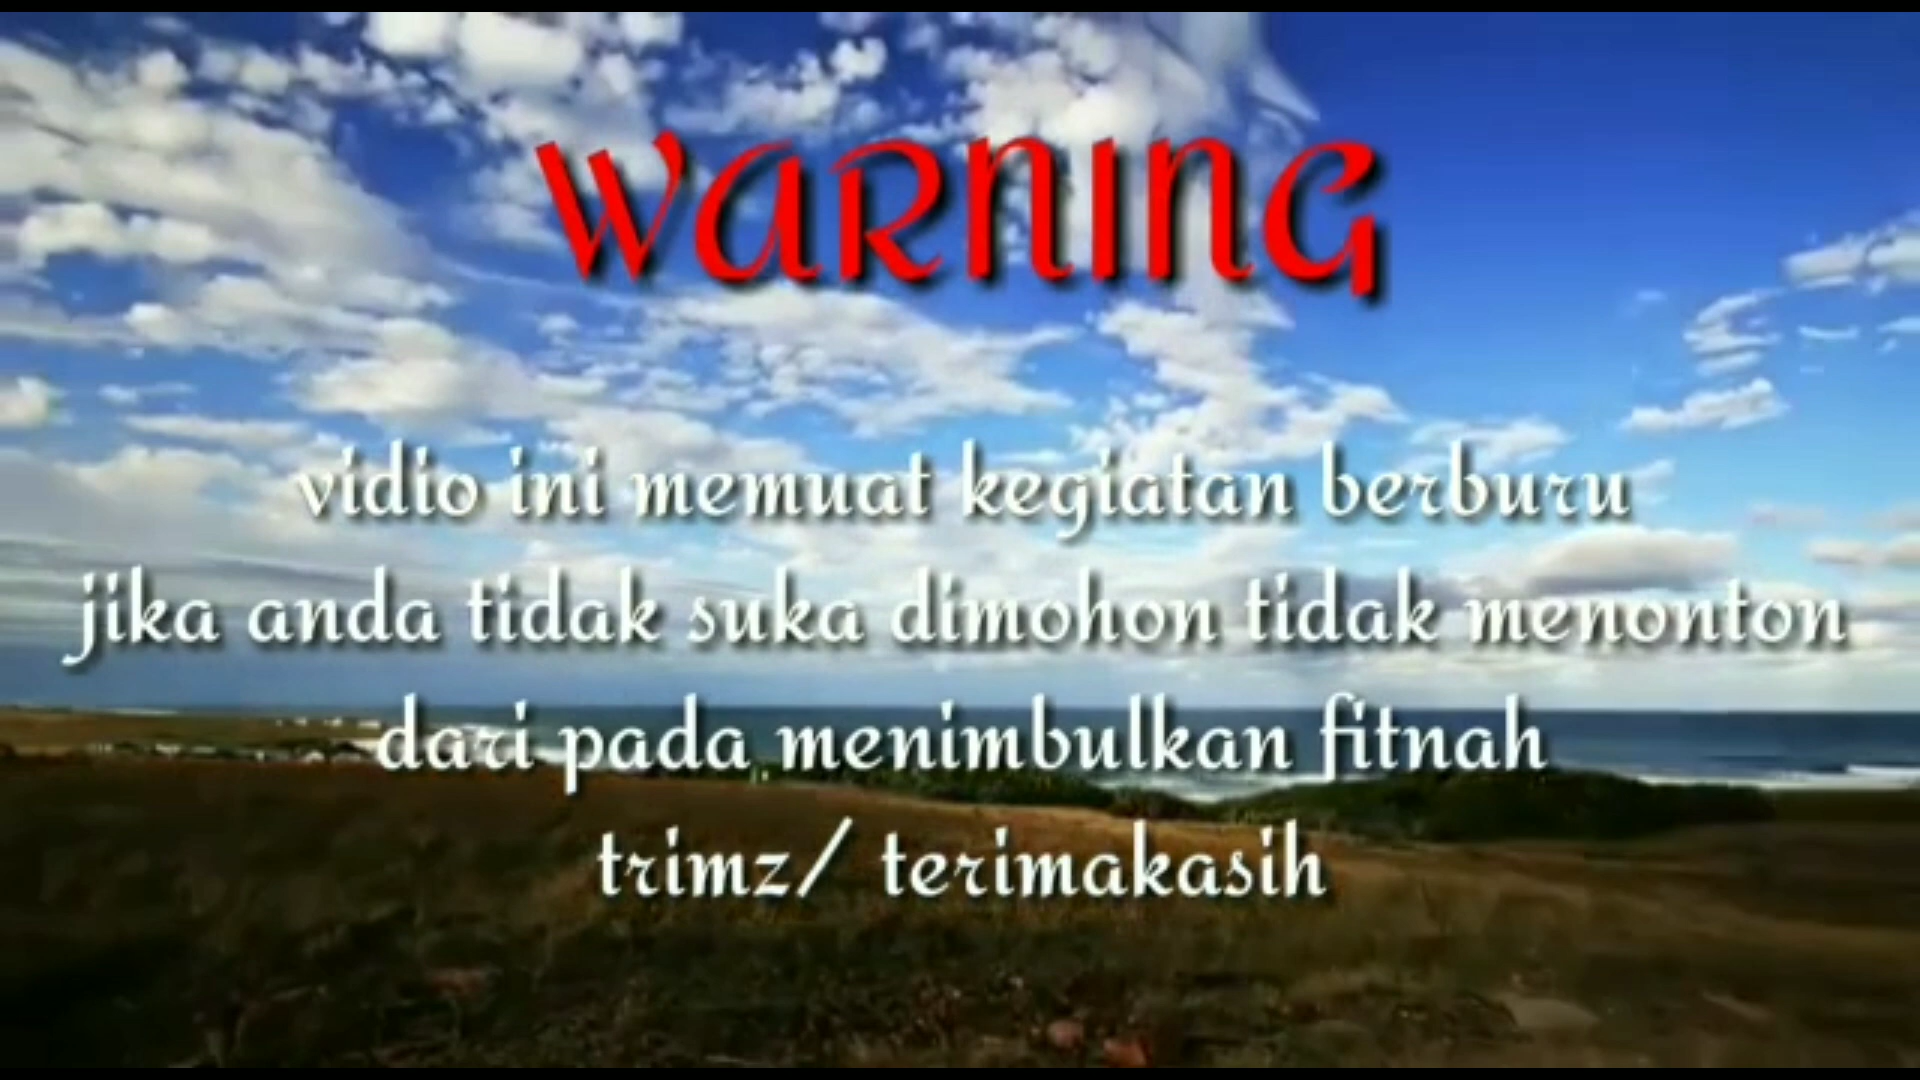 WARNING
vidio ini memuat kegiatan berburu
jika anda tidak suka dimohon tidak menonton
dari pada menimbulkan fitnah
trimz/ terimakasih